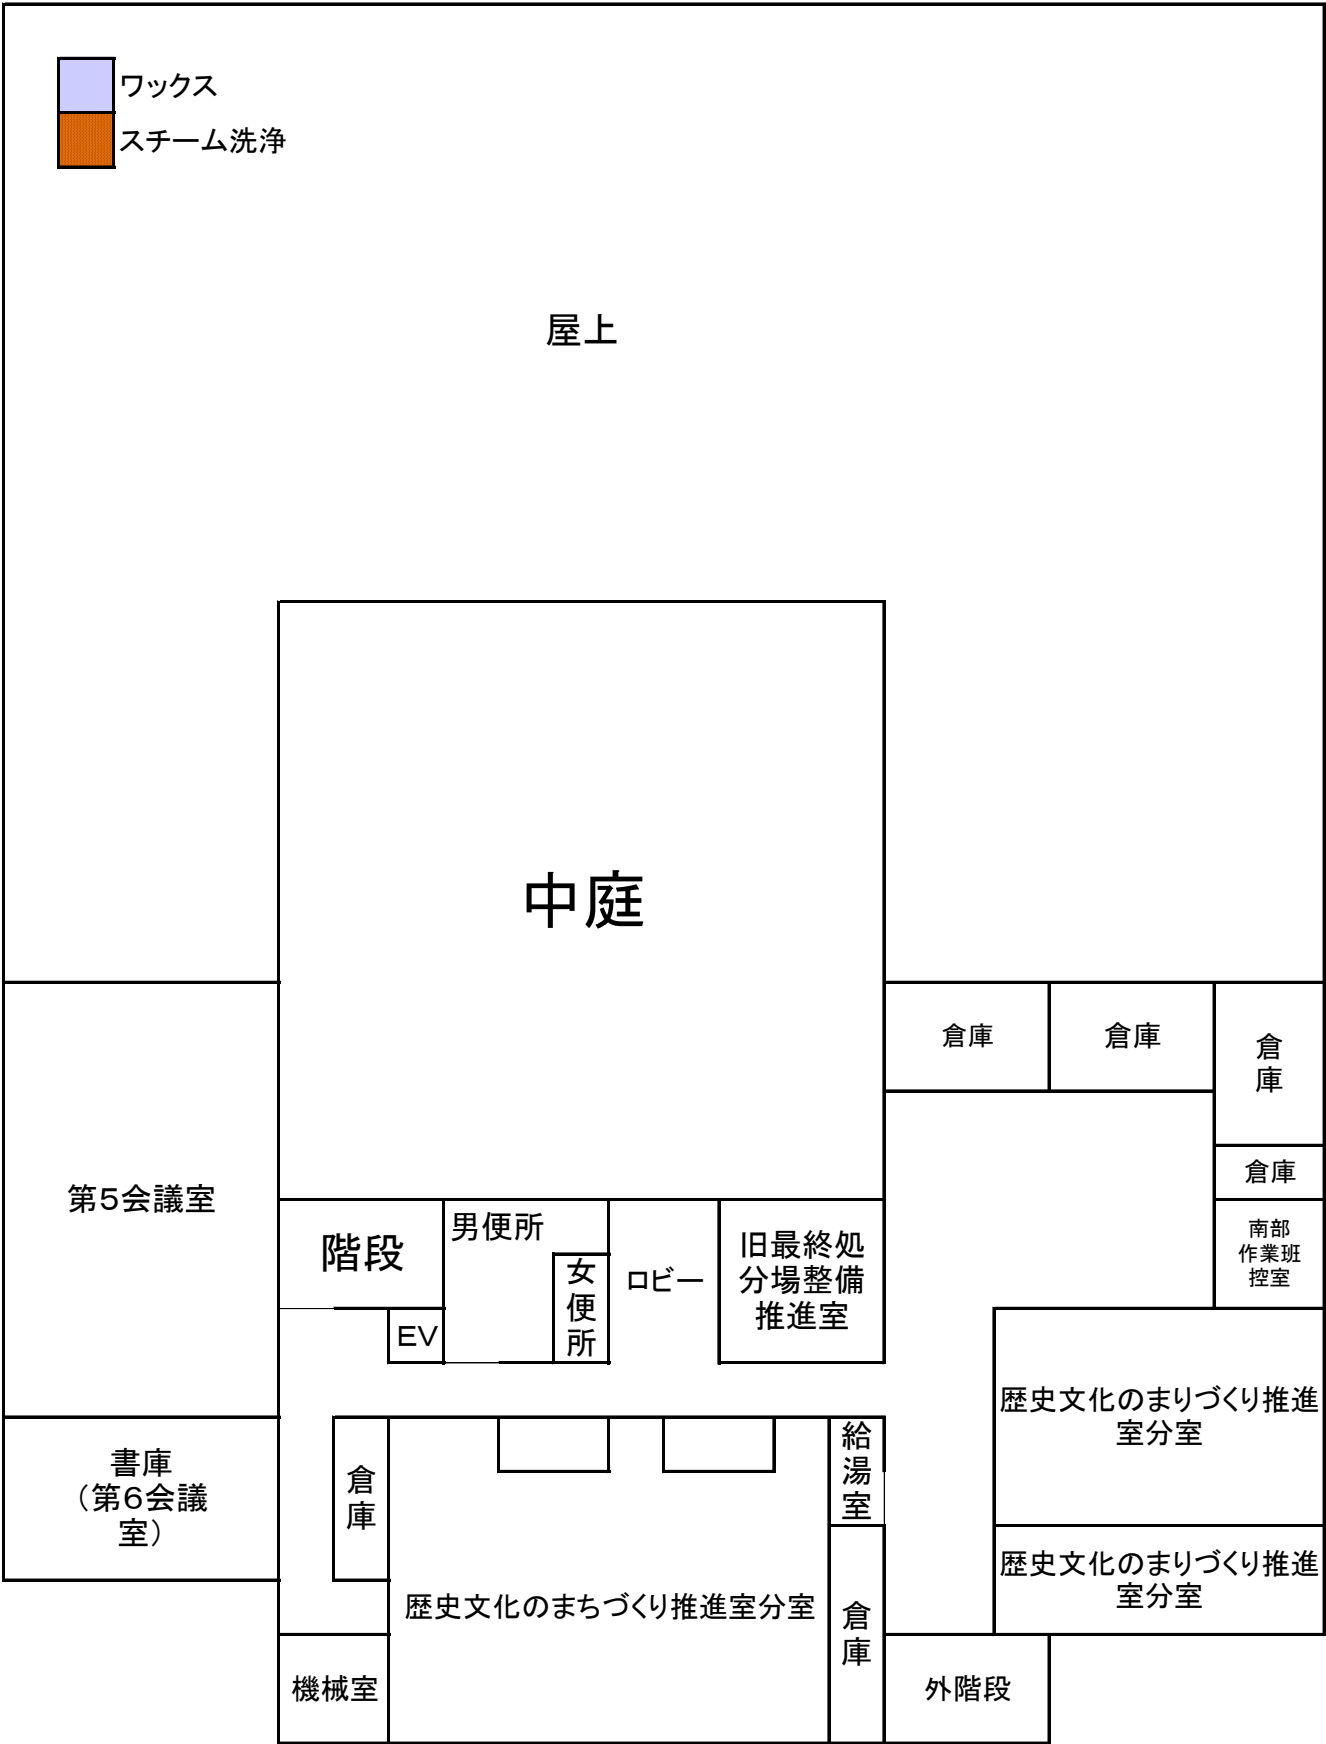 ワックス
スチーム洗浄
屋上
中庭
倉庫
倉庫
倉
庫
倉庫
第5会議室
階段
男便所
女
便
所
ロビー
旧最終処
分場整備
推進室
南部
作業班
控室
EV
歴史文化のまりづくり推進
室分室
書庫
（第6会議
室）
倉
庫
給
湯
室
歴史文化のまりづくり推進
室分室
歴史文化のまちづくり推進室分室
倉
庫
機械室
外階段